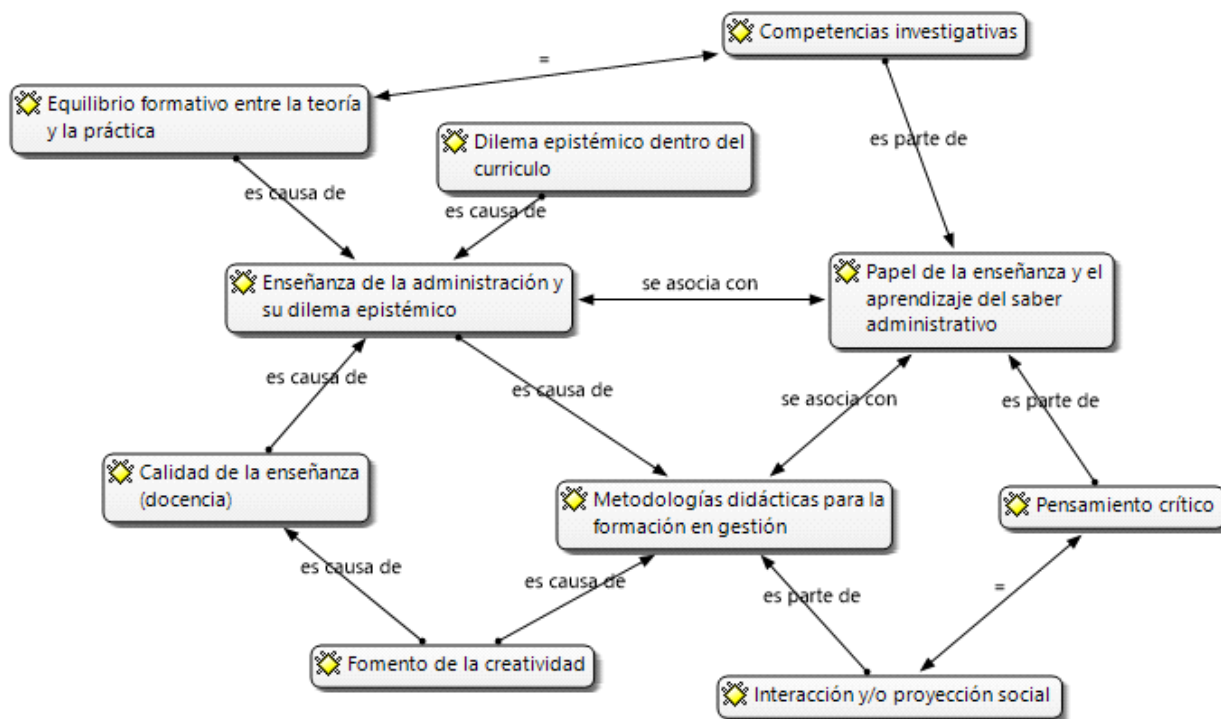 Competencias investigativas
=
Equilibrio formativo entre la teoría
y la práctica
Dilema epistémico dentro del
curriculo
es parte de
es causa de
es causa de
Enseñanza de la administración y
su dilema epistémico
se asocia con
Papel de la enseñanza y el
aprendizaje del saber
administrativo
es causa de
es causa de
se asocia con
es parte de
Calidad de la enseñanza
(docencia)
Metodologías didácticas para la
formación en gestión
Pensamiento crítico
es causa de
es causa de
es parte de
=
Fomento de la creatividad
Interacción y/o proyección social